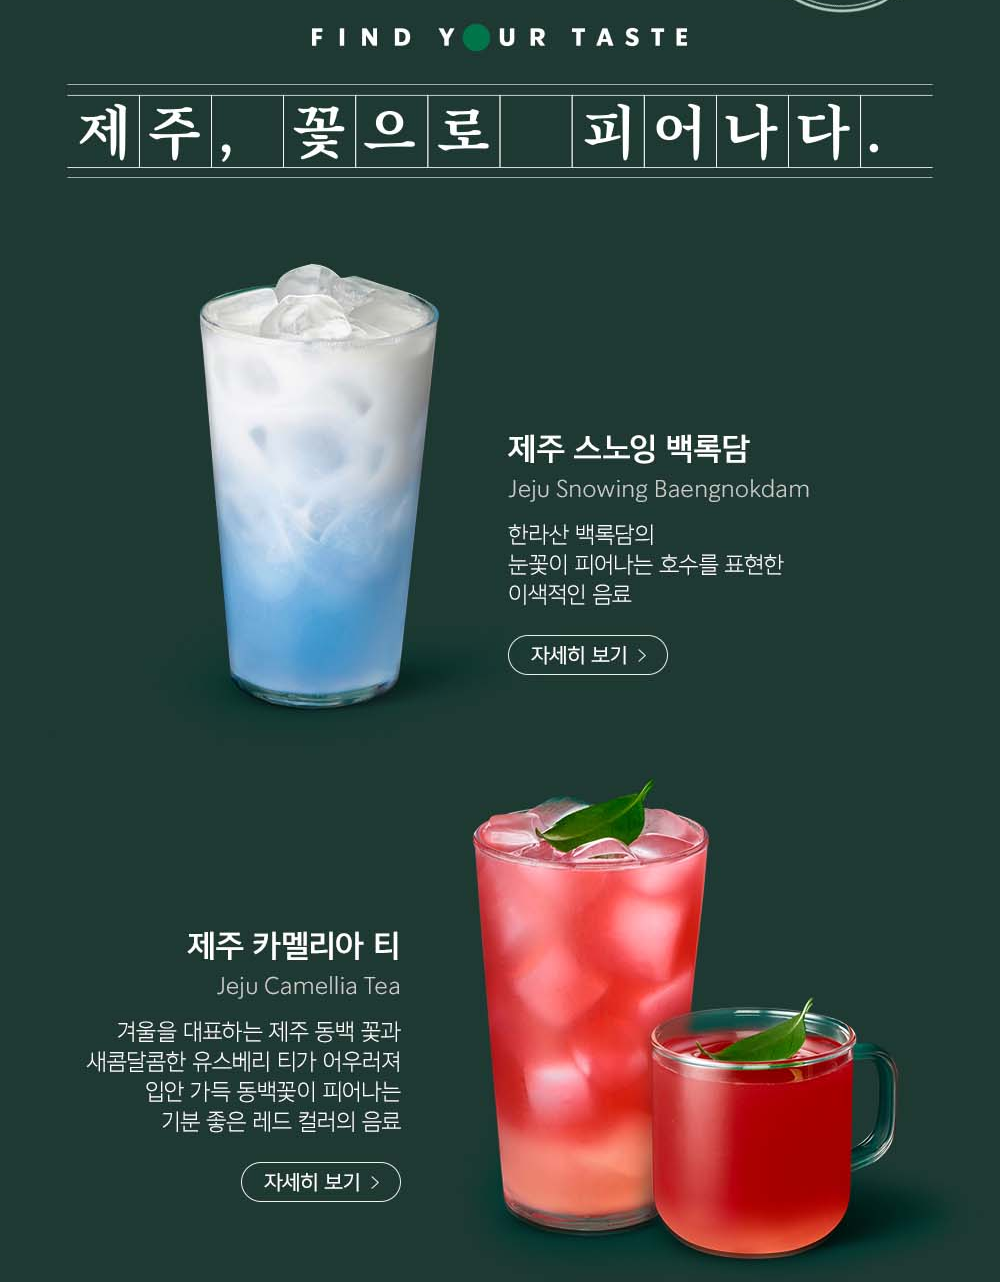 FIND YOUR TASTE
제주, 꽃으로 피어나다.
제주 스노잉 백록담
Jeju Snowing Baengnokdam
한라산 백록담의
눈꽃이 피어나는 호수를 표현한
이색적인 음료
자세히 보기 >
제주 카멜리아 티
Jeju Camellia Tea
겨울을 대표하는 제주 동백 꽃과
새콤달콤한 유스베리 티가 어우러져
입안 가득 동백꽃이 피어나는
기분 좋은 레드 컬러의 음료
자세히 보기 >